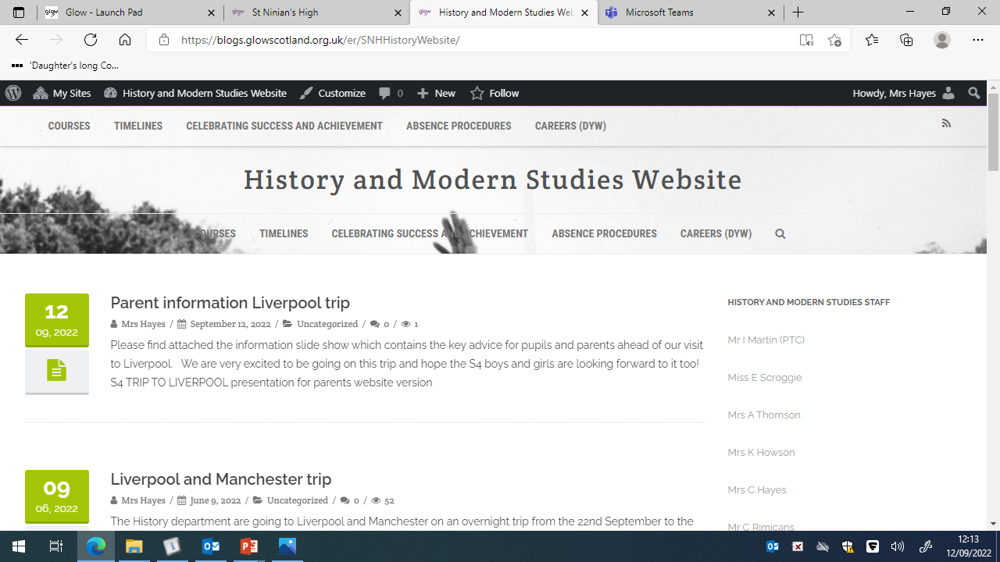 Glow - Launch Pad
St Ninian's High
History and Modern Studies Web
Microsoft Teams
https://blogs.glowscotland.org.uk/er/SNHHistoryWebsite/
'Daughter's long Co...
My Sites
History and Modern Studies Website
Customize
0
New
Follow
Howdy, Mrs Hayes
COURSES TIMELINES CELEBRATING SUCCESS AND ACHIEVEMENT ABSENCE PROCEDURES CAREERS (DYW)
History and Modern Studies Website
COURSES TIMELINES CELEBRATING SUCCESS AND ACHIEVEMENT ABSENCE PROCEDURES CAREERS (DYW)
12
09, 2022
Parent information Liverpool trip
Mrs Hayes / September 12, 2022 / Uncategorized / 0 / 1
Please find attached the information slide show which contains the key advice for pupils and parents ahead of our visit
to Liverpool. We are very excited to be going on this trip and hope the S4 boys and girls are looking forward to it too!
S4 TRIP TO LIVERPOOL presentation for parents website version
09
06, 2022
Liverpool and Manchester trip
Mrs Hayes / June 9, 2022 / Uncategorized / 0 / 52
The History department are going to Liverpool and Manchester on an overnight trip from the 22nd September to the
HISTORY AND MODERN STUDIES STAFF
Mr I Martin (PTC)
Miss E Scroggie
Mrs A Thomson
Mrs K Howson
Mrs C Hayes
Mr C Rimicans
12:13
12/09/2022